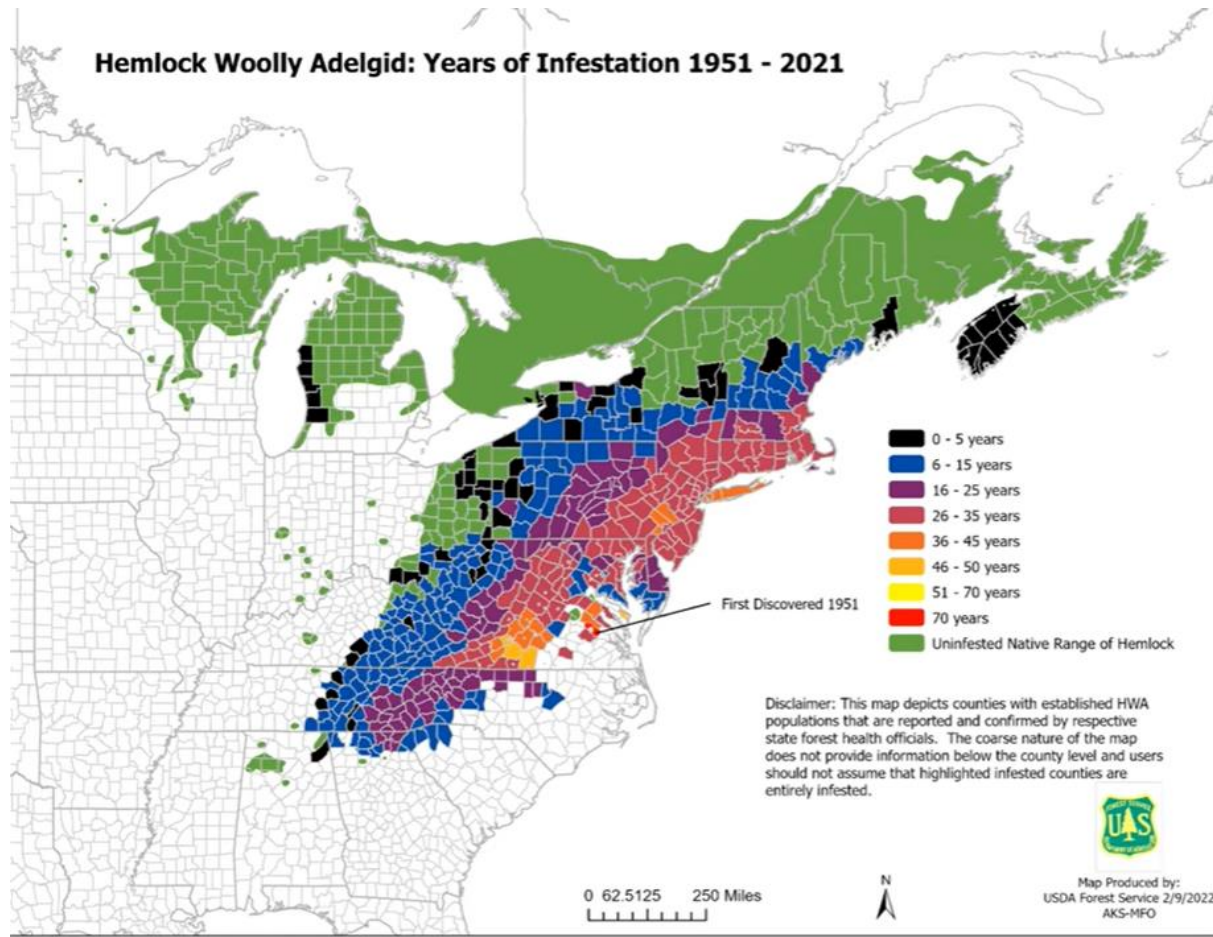 Hemlock Woolly Adelgid: Years of Infestation 1951 - 2021
0 - 5 years
6 - 15 years
16 - 25 years
26 - 35 years
36 - 45 years
46 - 50 years
51 - 70 years
70 years
Uninfested Native Range of Hemlock
First Discovered 1951
Disclaimer: This map depicts counties with established HWA
populations that are reported and confirmed by respective
state forest health officials. The coarse nature of the map
does not provide information below the county level and users
should not assume that highlighted infested counties are
entirely infested.
FOREST SERVICE
U S
DEPARTMENT OF AGRICULTURE
N
0 62.5125 250 Miles
Map Produced by:
USDA Forest Service 2/9/2022
AKS-MFO